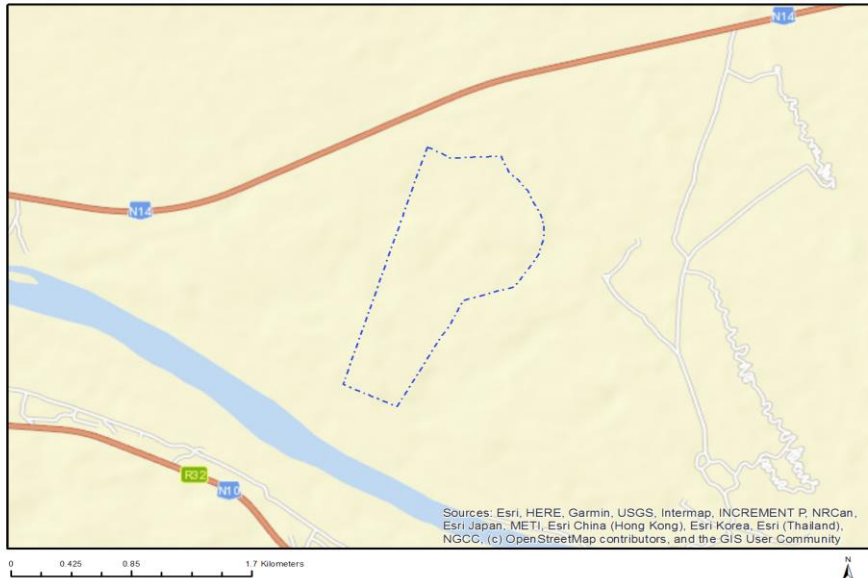 N14
N14
R32
N10
Sources: Esri, HERE, Garmin, USGS, Intermap, INCREMENT P, NRCan,
Esri Japan, METI, Esri China (Hong Kong), Esri Korea, Esri (Thailand),
NGCC, (c) OpenStreetMap contributors, and the GIS User Community
0 0.425 0.85 1.7 Kilometers
N